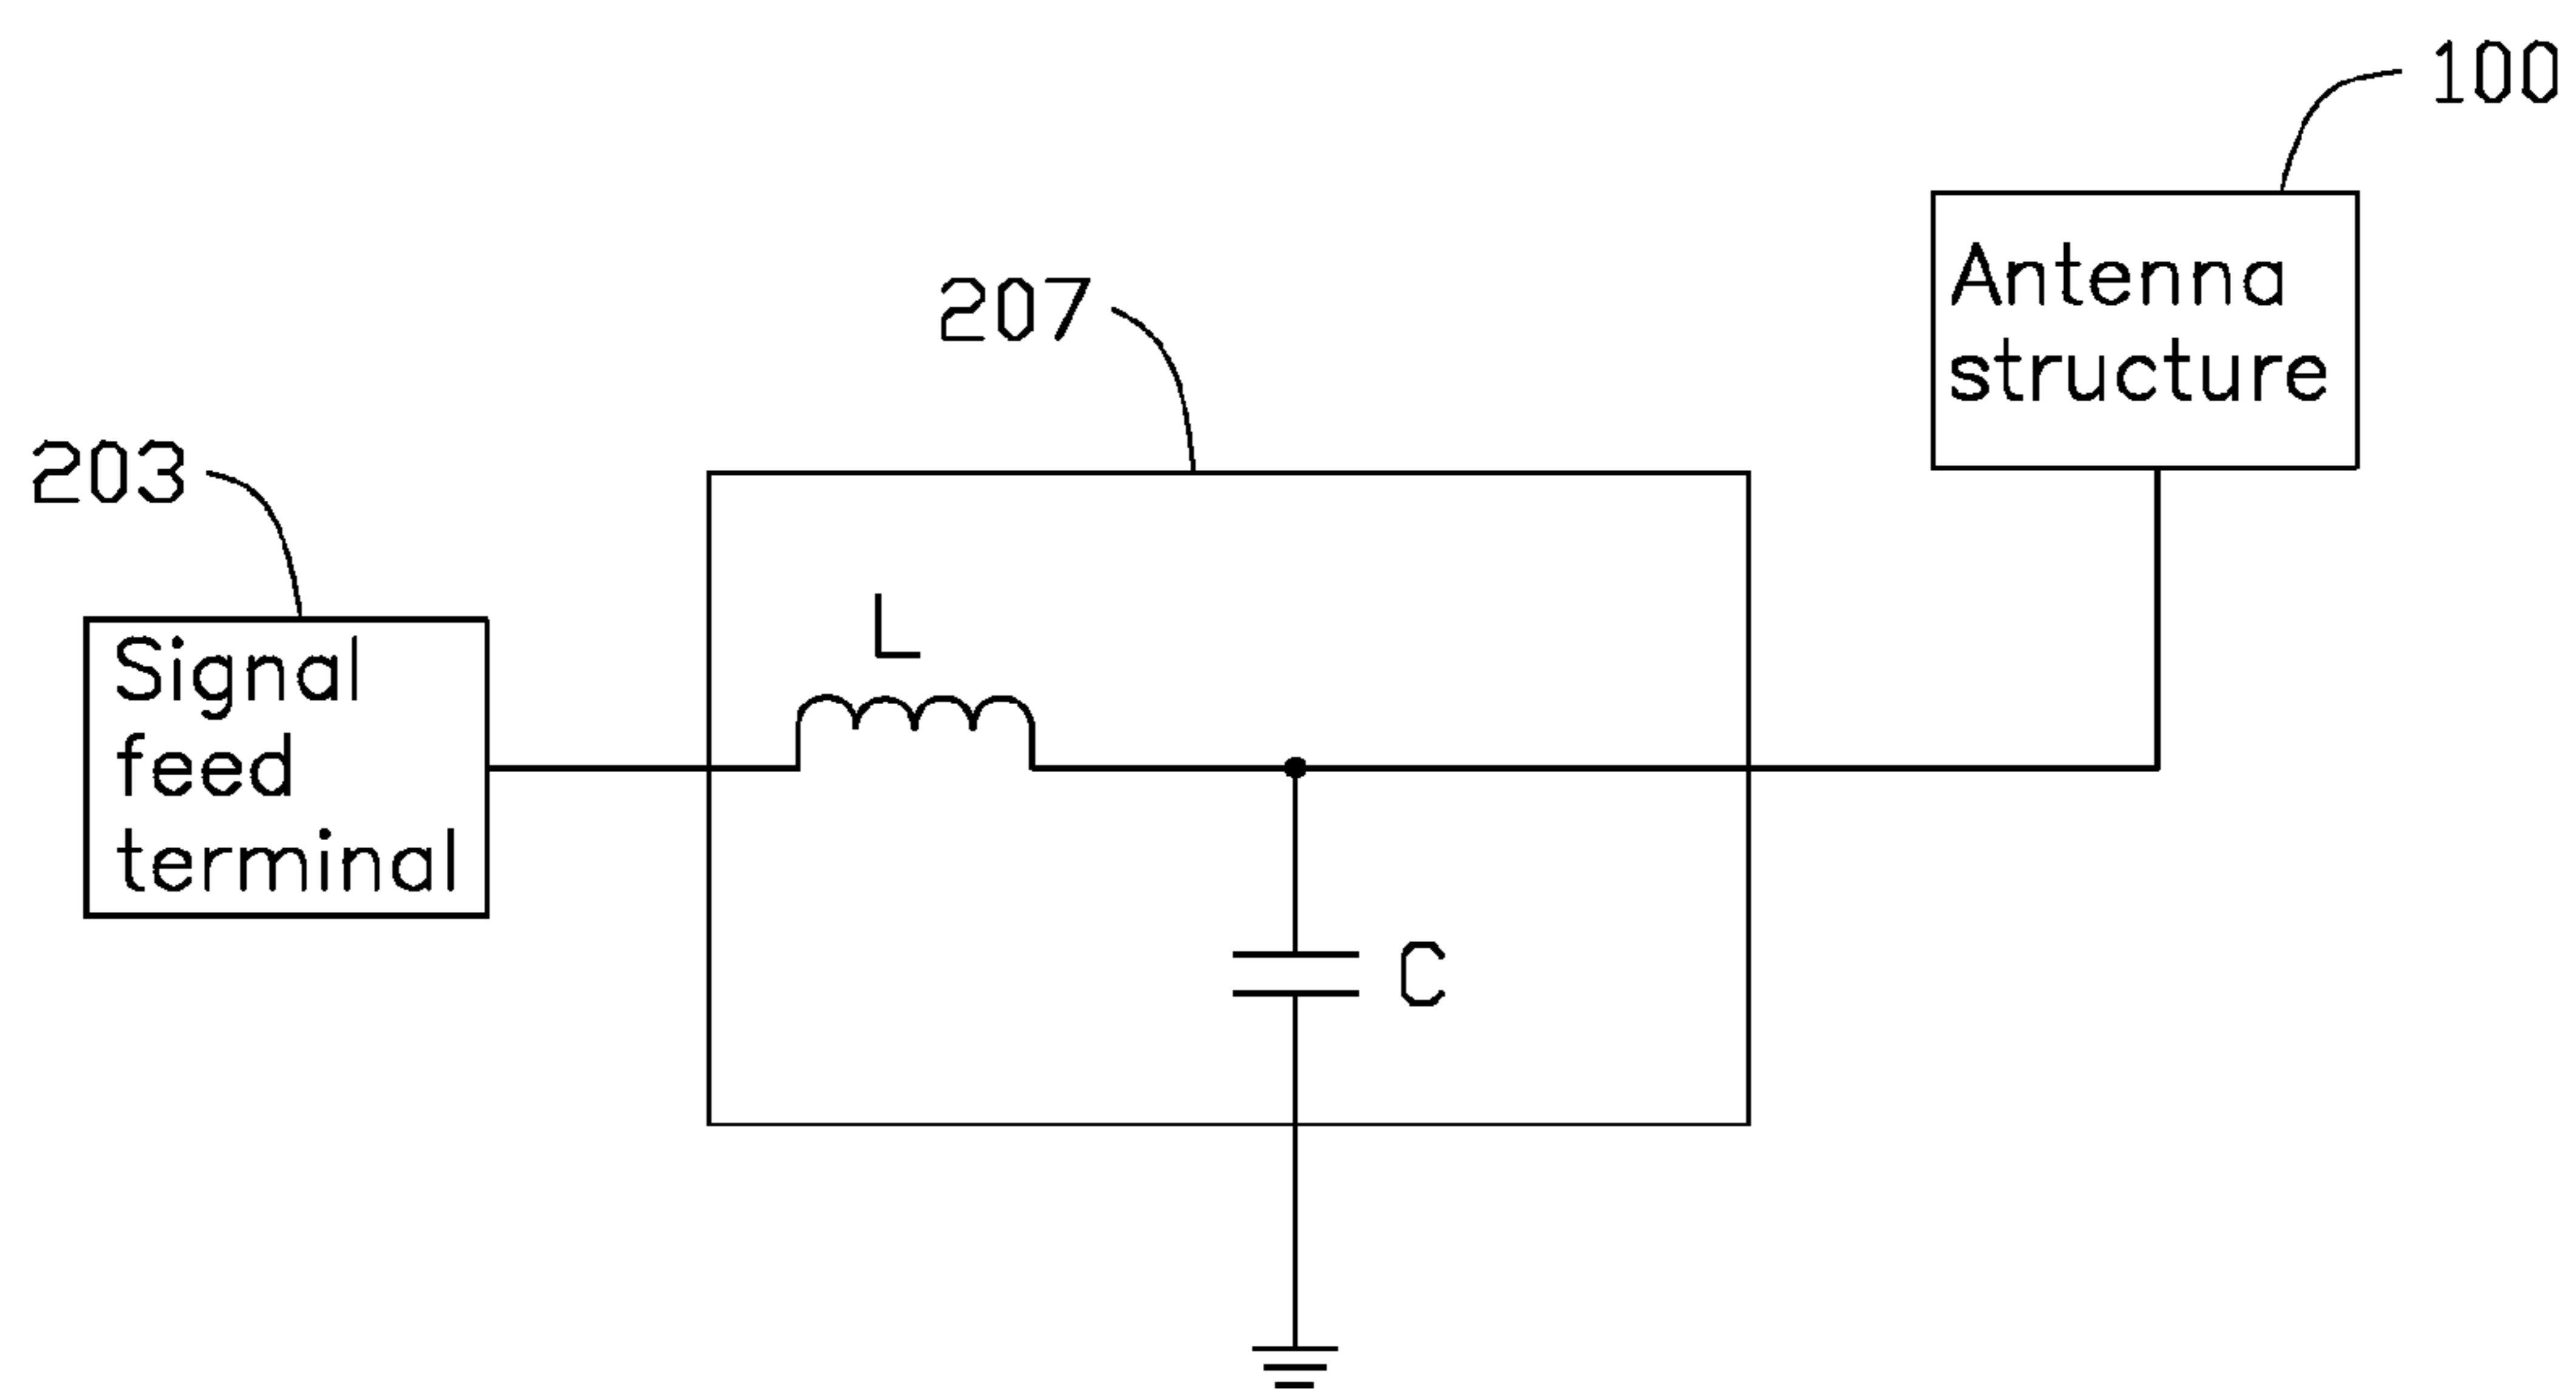 100
Antenna
structure
207
203
Signal
feed
terminal
L
C